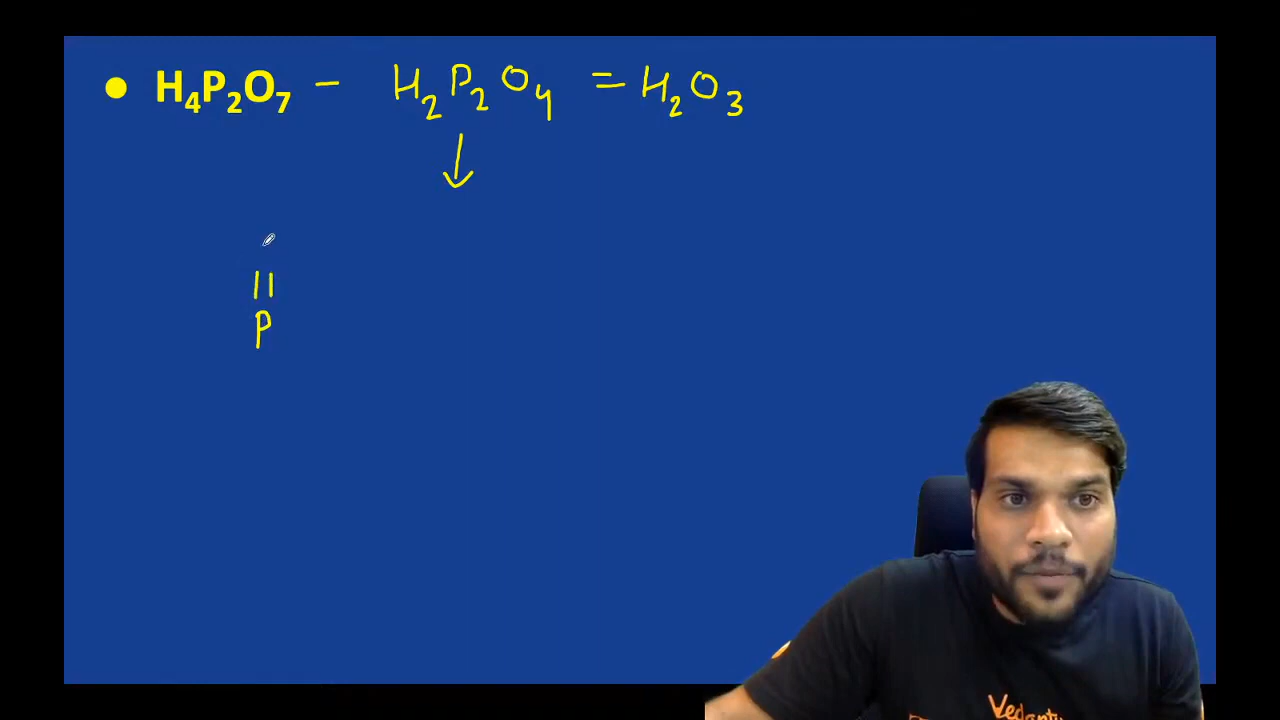 • H₄P₂O₇ - H₂P₂O₄ = H₂O₃
↓
||
P
Vedantu